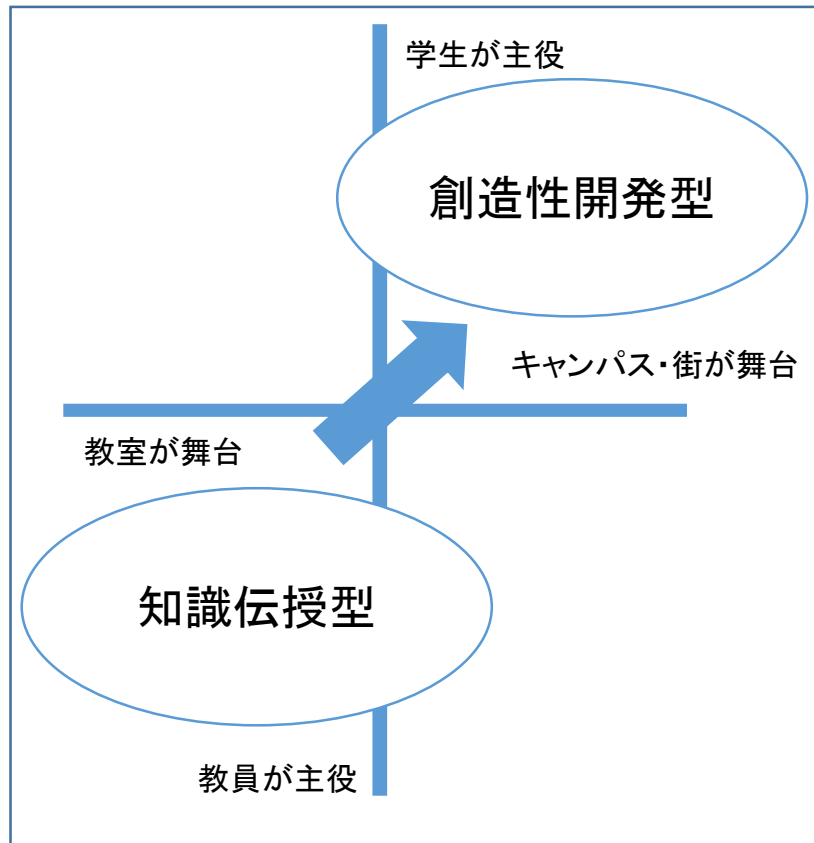 学生が主役
創造性開発型
キャンパス・街が舞台
教室が舞台
知識伝授型
教員が主役